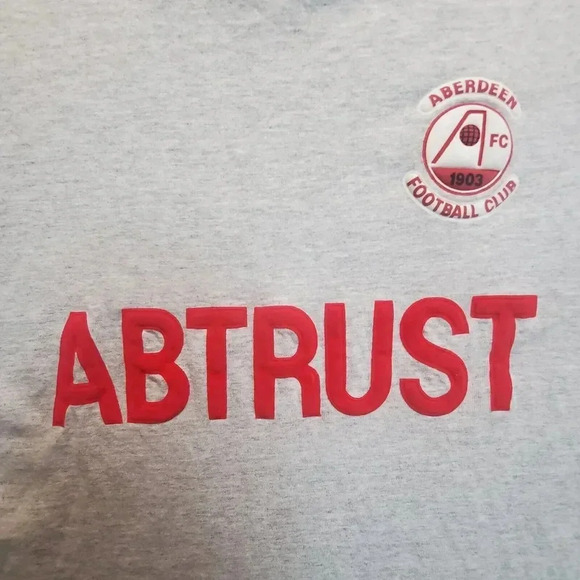 ABERDEEN
FC
1903
FOOTBALL CLUB
ABTRUST